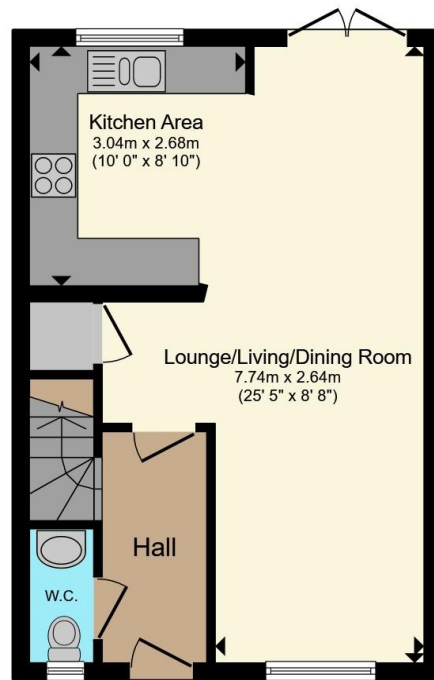 Kitchen Area
3.04m x 2.68m
(10' 0" x 8' 10")
Lounge/Living/Dining Room
7.74m x 2.64m
(25' 5" x 8' 8")
Hall
W.C.